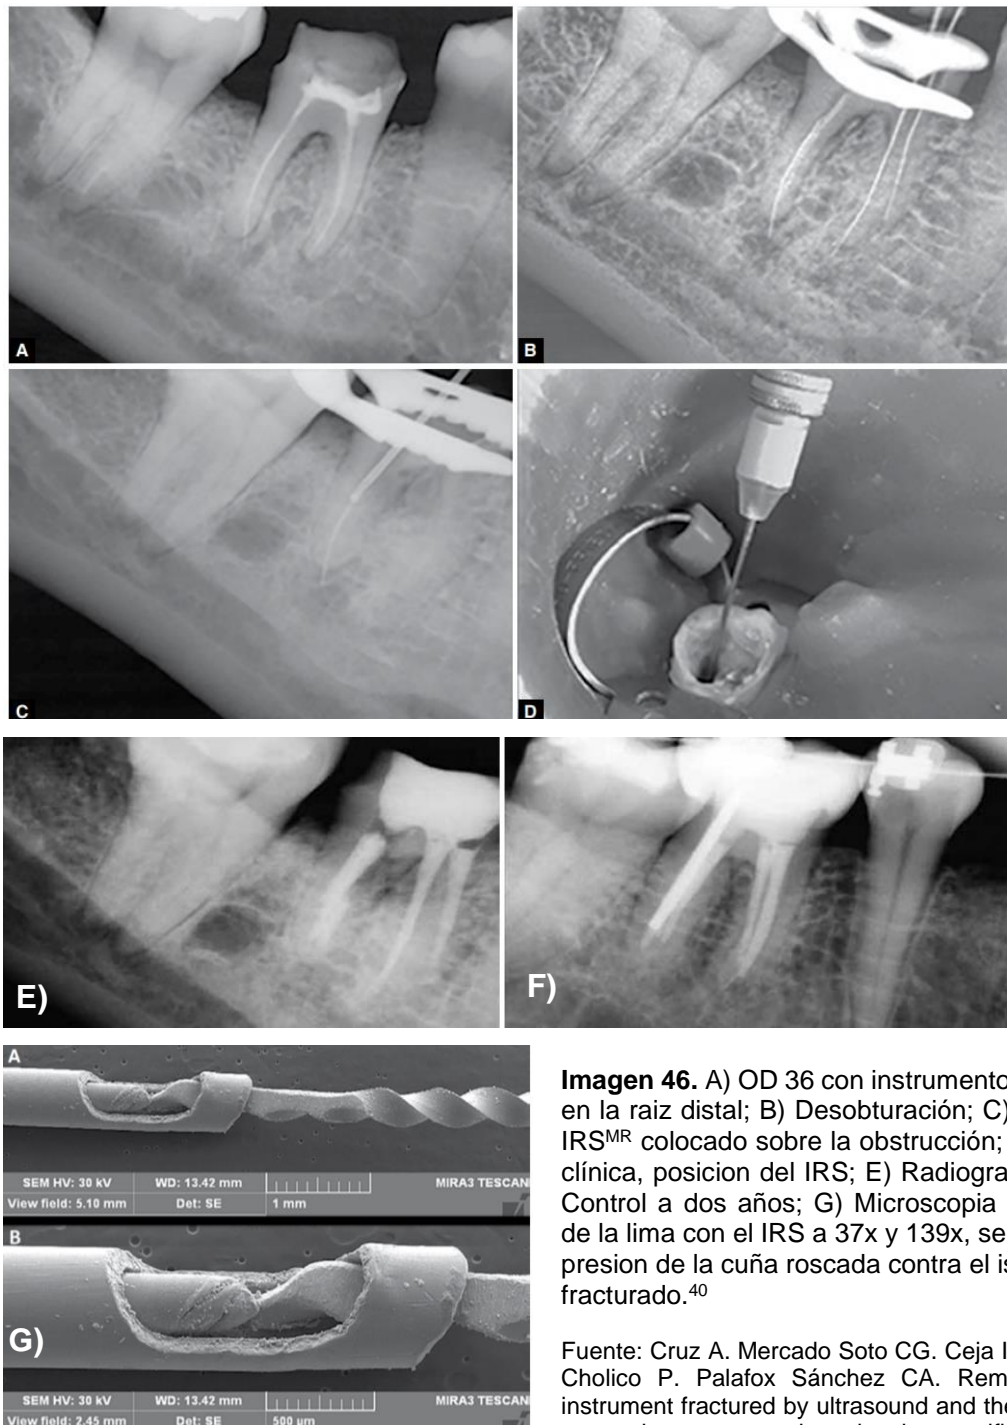 A
B
C
D
E)
F)
A
SEM HV: 30 kV WD: 13.42 mm MIRA3 TESCAN
View field: 5.10 mm Det: SE 1 mm
B
G)
SEM HV: 30 kV WD: 13.42 mm MIRA3 TESCAN
View field: 2.45 mm Det: SE 500 µm
Imagen 46. A) OD 36 con instrumento
en la raiz distal; B) Desobturación; C)
IRSMR colocado sobre la obstrucción;
clínica, posicion del IRS; E) Radiogra
Control a dos años; G) Microscopia
de la lima con el IRS a 37x y 139x, se
presion de la cuña roscada contra el is
fracturado.40
Fuente: Cruz A. Mercado Soto CG. Ceja I
Cholico P. Palafox Sánchez CA. Rem
instrument fractured by ultrasound and the